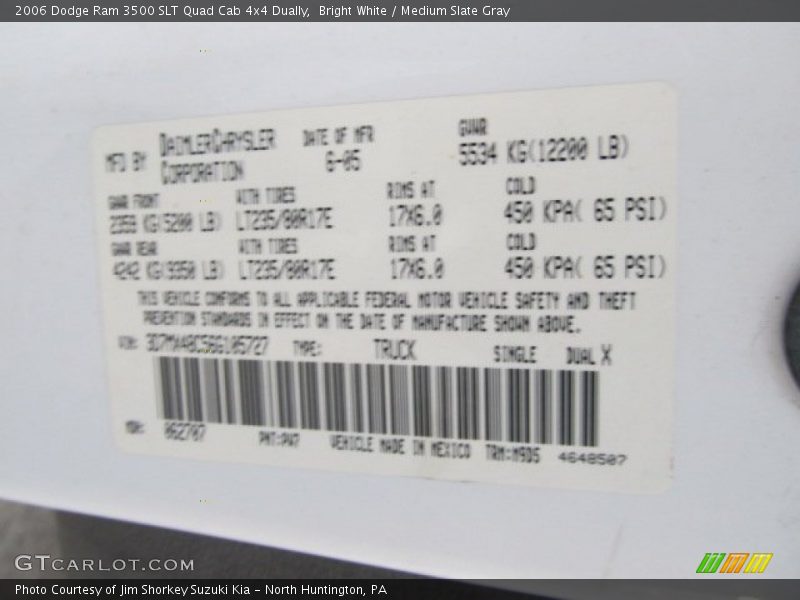 2006 Dodge Ram 3500 SLT Quad Cab 4x4 Dually,  Bright White / Medium Slate Gray
MFD BY DAIMLERCHRYSLER CORPORATION DATE OF MFR 6-05 GVWR 5534 KG(12200 LB)
GAWR FRONT WITH TIRES RIMS AT COLD
2359 KG(5200 LB) LT235/80R17E 17X6.0 450 KPA( 65 PSI)
GAWR REAR WITH TIRES RIMS AT COLD
4242 KG(9350 LB) LT235/80R17E 17X6.0 450 KPA( 65 PSI)
THIS VEHICLE CONFORMS TO ALL APPLICABLE FEDERAL MOTOR VEHICLE SAFETY AND THEFT
PREVENTION STANDARDS IN EFFECT ON THE DATE OF MANUFACTURE SHOWN ABOVE.
VIN: 3D7MX48C56G105727 TYPE: TRUCK SINGLE DUAL X
MDH: 062707 PNT:PW7 VEHICLE MADE IN MEXICO TRM:M9D5 4648507
GTCARLOT.COM
Photo Courtesy of Jim Shorkey Suzuki Kia - North Huntington, PA